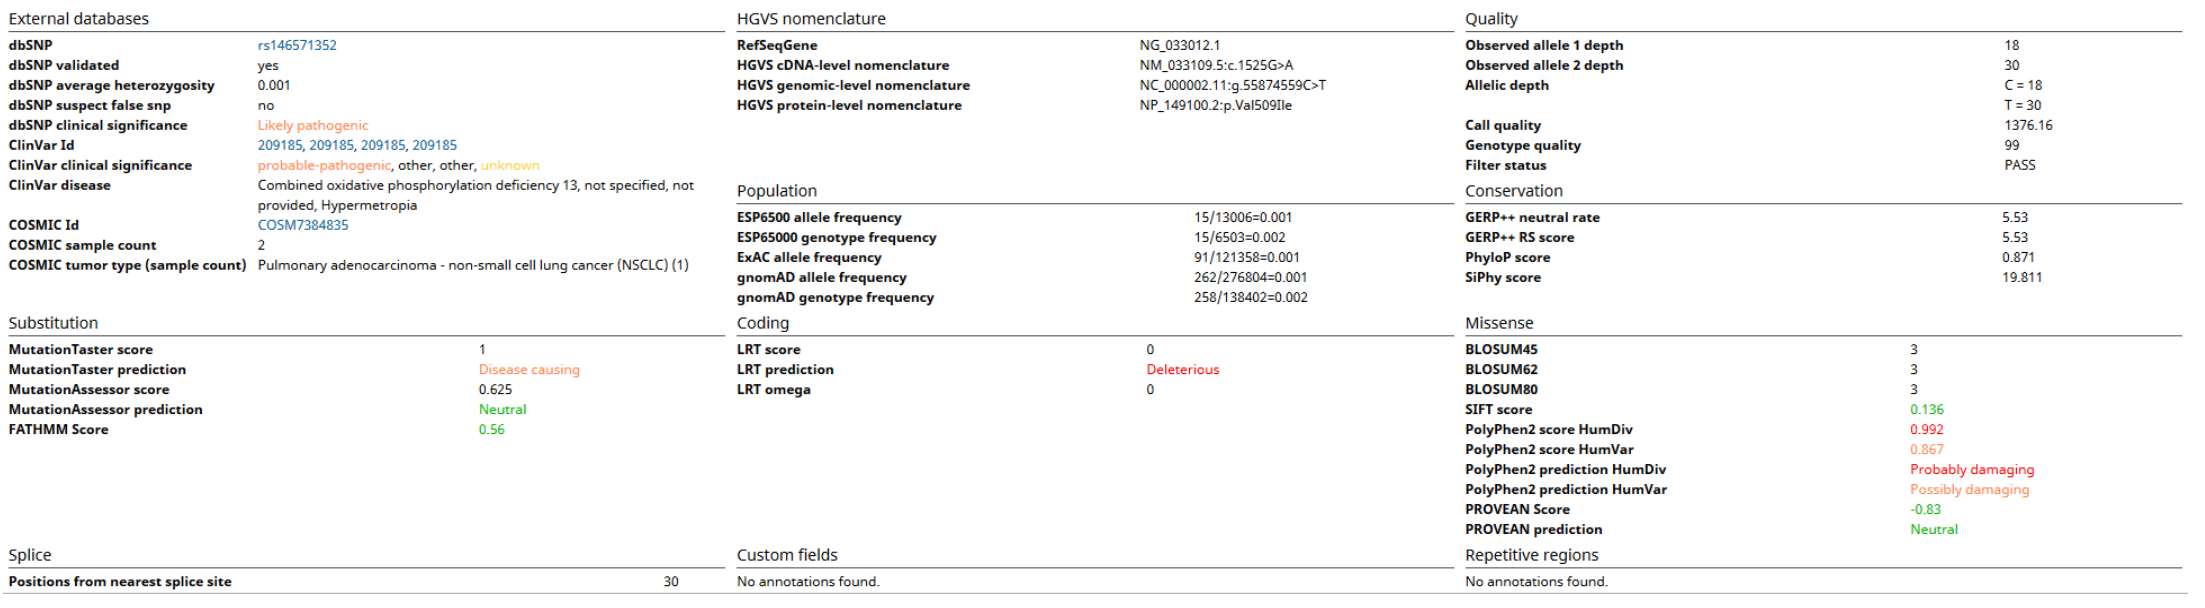 External databases
dbSNP rs146571352
dbSNP validated yes
dbSNP average heterozygosity 0.001
dbSNP suspect false snp no
dbSNP clinical significance Likely pathogenic
ClinVar Id 209185, 209185, 209185, 209185
ClinVar clinical significance probable-pathogenic, other, other, unknown
ClinVar disease Combined oxidative phosphorylation deficiency 13, not specified, not
provided, Hypermetropia
COSMIC Id COSM7384835
COSMIC sample count 2
COSMIC tumor type (sample count) Pulmonary adenocarcinoma - non-small cell lung cancer (NSCLC) (1)
HGVS nomenclature
RefSeqGene NG_033012.1
HGVS cDNA-level nomenclature NM_033109.5:c.1525G>A
HGVS genomic-level nomenclature NC_000002.11:g.55874559C>T
HGVS protein-level nomenclature NP_149100.2:p.Val509Ile
Population
ESP6500 allele frequency 15/13006=0.001
ESP65000 genotype frequency 15/6503=0.002
ExAC allele frequency 91/121358=0.001
gnomAD allele frequency 262/276804=0.001
gnomAD genotype frequency 258/138402=0.002
Quality
Observed allele 1 depth 18
Observed allele 2 depth 30
Allelic depth C = 18
T = 30
Call quality 1376.16
Genotype quality 99
Filter status PASS
Conservation
GERP++ neutral rate 5.53
GERP++ RS score 5.53
PhyloP score 0.871
SiPhy score 19.811
Substitution
MutationTaster score 1
MutationTaster prediction Disease causing
MutationAssessor score 0.625
MutationAssessor prediction Neutral
FATHMM Score 0.56
Coding
LRT score 0
LRT prediction Deleterious
LRT omega 0
Missense
BLOSUM45 3
BLOSUM62 3
BLOSUM80 3
SIFT score 0.136
PolyPhen2 score HumDiv 0.992
PolyPhen2 score HumVar 0.867
PolyPhen2 prediction HumDiv Probably damaging
PolyPhen2 prediction HumVar Possibly damaging
PROVEAN Score -0.83
PROVEAN prediction Neutral
Splice
Positions from nearest splice site 30
Custom fields
No annotations found.
Repetitive regions
No annotations found.